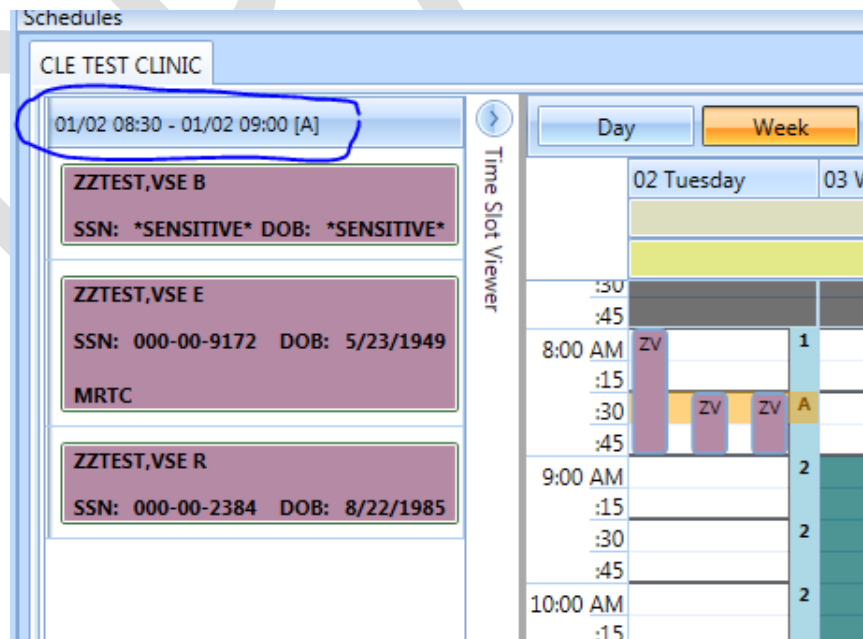 Schedules
CLE TEST CLINIC
01/02 08:30 - 01/02 09:00 [A]
ZZTEST,VSE B
SSN: *SENSITIVE* DOB: *SENSITIVE*
ZZTEST,VSE E
SSN: 000-00-9172 DOB: 5/23/1949
MRTC
ZZTEST,VSE R
SSN: 000-00-2384 DOB: 8/22/1985
Time Slot Viewer
Day Week
02 Tuesday 03
:30
:45
8:00 AM ZV 1
:15
:30 ZV ZV A
:45
9:00 AM 2
:15
:30 2
:45
10:00 AM 2
:15